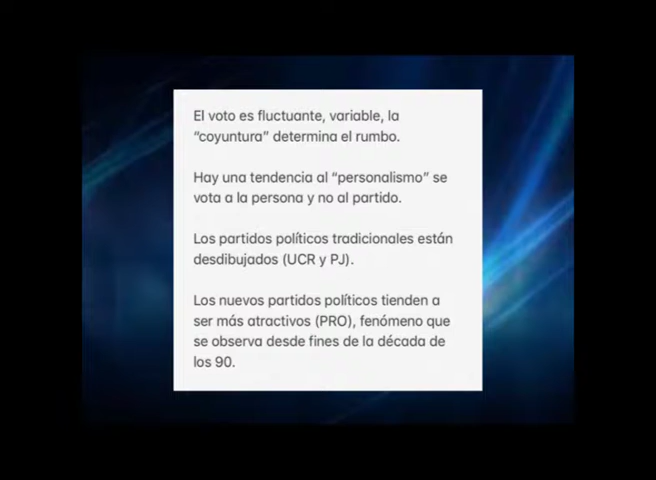 El voto es fluctuante, variable, la
“coyuntura” determina el rumbo.
Hay una tendencia al “personalismo” se
vota a la persona y no al partido.
Los partidos políticos tradicionales están
desdibujados (UCR y PJ).
Los nuevos partidos políticos tienden a
ser más atractivos (PRO), fenómeno que
se observa desde fines de la década de
los 90.